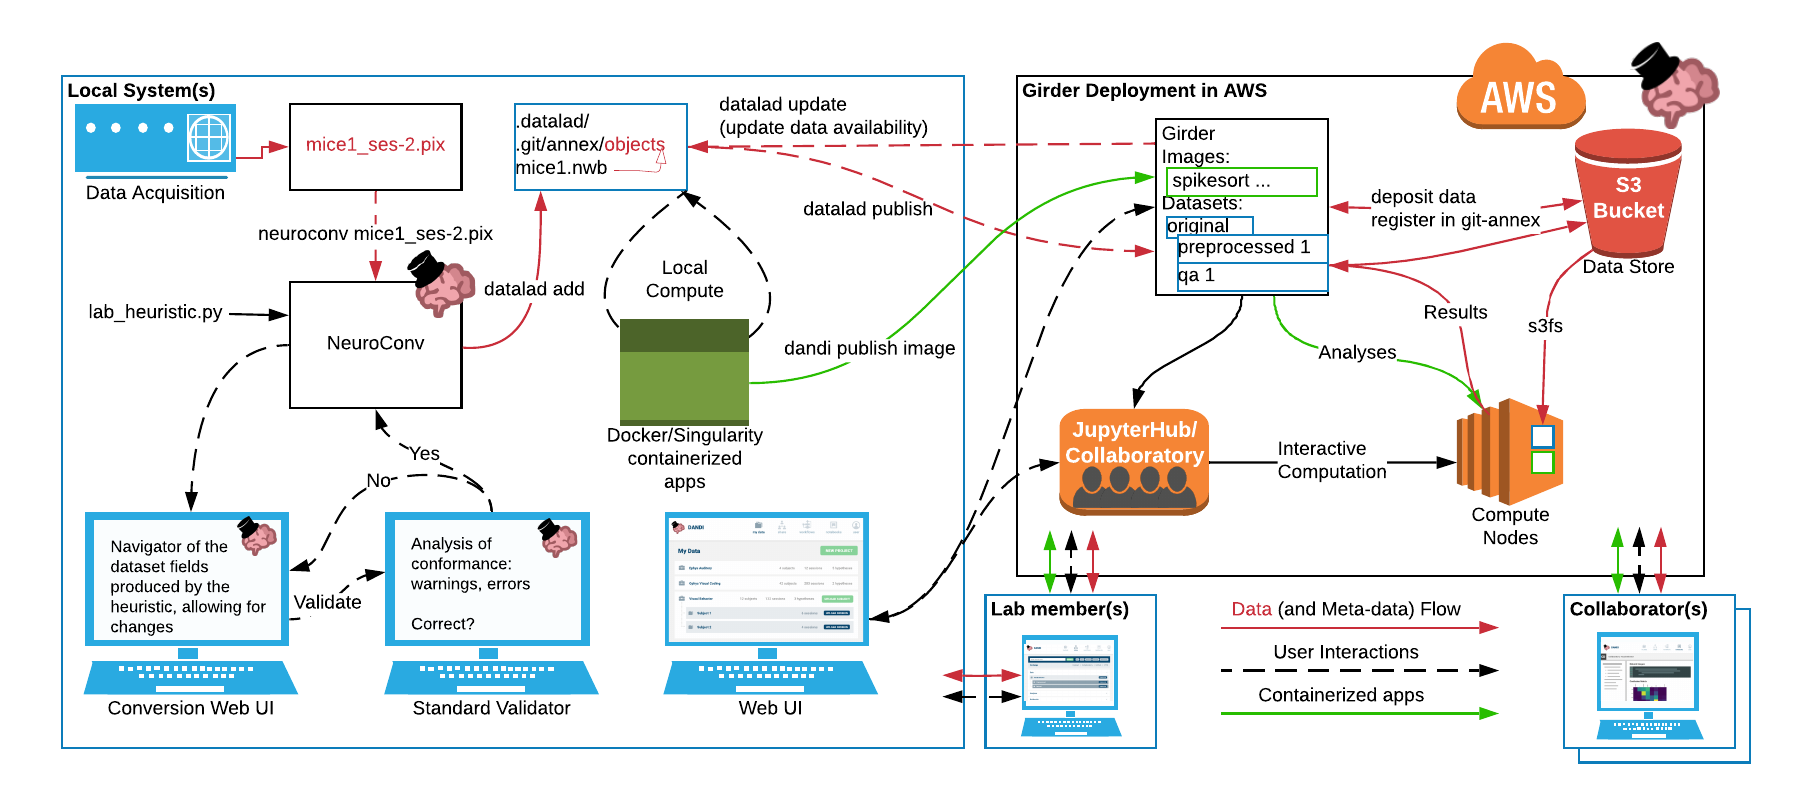 Local System(s)
Data Acquisition
mice1_ses-2.pix
.datalad/
.git/annex/objects
mice1.nwb
datalad update
(update data availability)
datalad publish
neuroconv mice1_ses-2.pix
lab_heuristic.py
NeuroConv
datalad add
Local
Compute
dandi publish image
Docker/Singularity
containerized
apps
Yes
No
Navigator of the
dataset fields
produced by the
heuristic, allowing for
changes
Validate
Analysis of
conformance:
warnings, errors
Correct?
DANDI
My Data
Conversion Web UI
Standard Validator
Web UI
Girder Deployment in AWS
AWS
Girder
Images:
spikesort ...
Datasets:
original
preprocessed 1
qa 1
deposit data
register in git-annex
S3
Bucket
Data Store
Results
s3fs
Analyses
JupyterHub/
Collaboratory
Interactive
Computation
Compute
Nodes
Lab member(s)
Data (and Meta-data) Flow
User Interactions
Containerized apps
Collaborator(s)